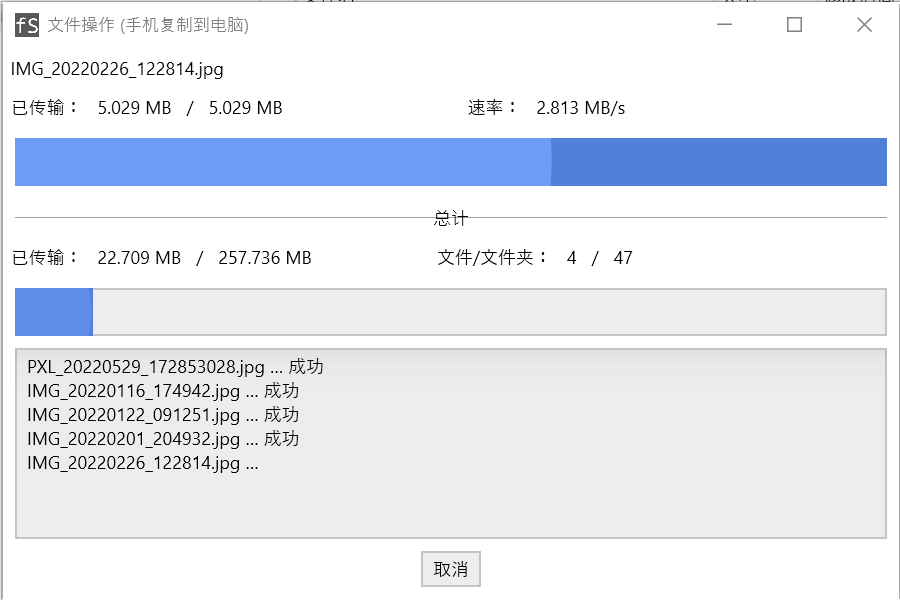 fS 文件操作 (手机复制到电脑)
IMG_20220226_122814.jpg
已传输： 5.029 MB / 5.029 MB 速率： 2.813 MB/s
总计
已传输： 22.709 MB / 257.736 MB 文件/文件夹： 4 / 47
PXL_20220529_172853028.jpg ... 成功
IMG_20220116_174942.jpg ... 成功
IMG_20220122_091251.jpg ... 成功
IMG_20220201_204932.jpg ... 成功
IMG_20220226_122814.jpg ...
取消